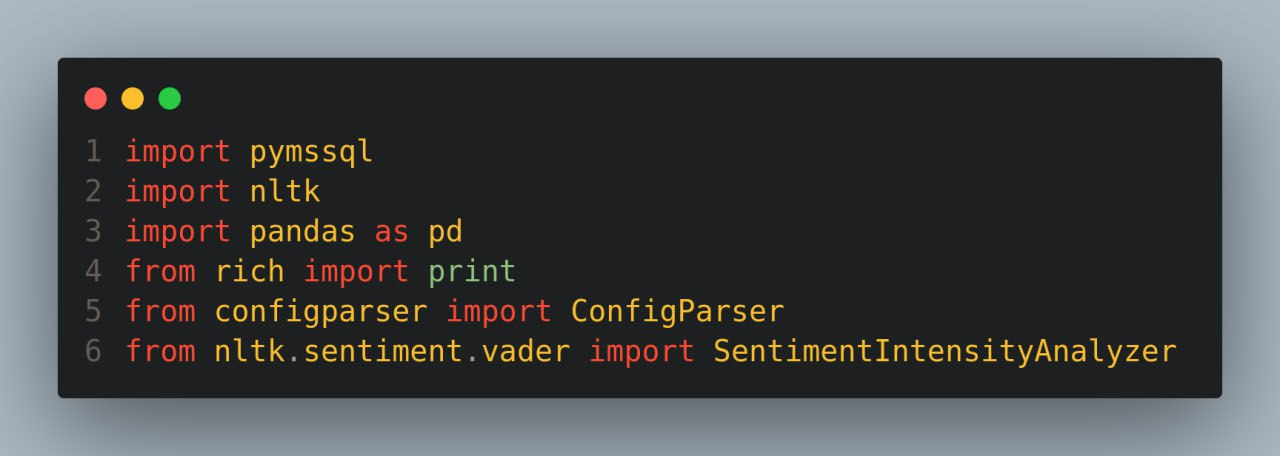 1 import pymssql
2 import nltk
3 import pandas as pd
4 from rich import print
5 from configparser import ConfigParser
6 from nltk.sentiment.vader import SentimentIntensityAnalyzer